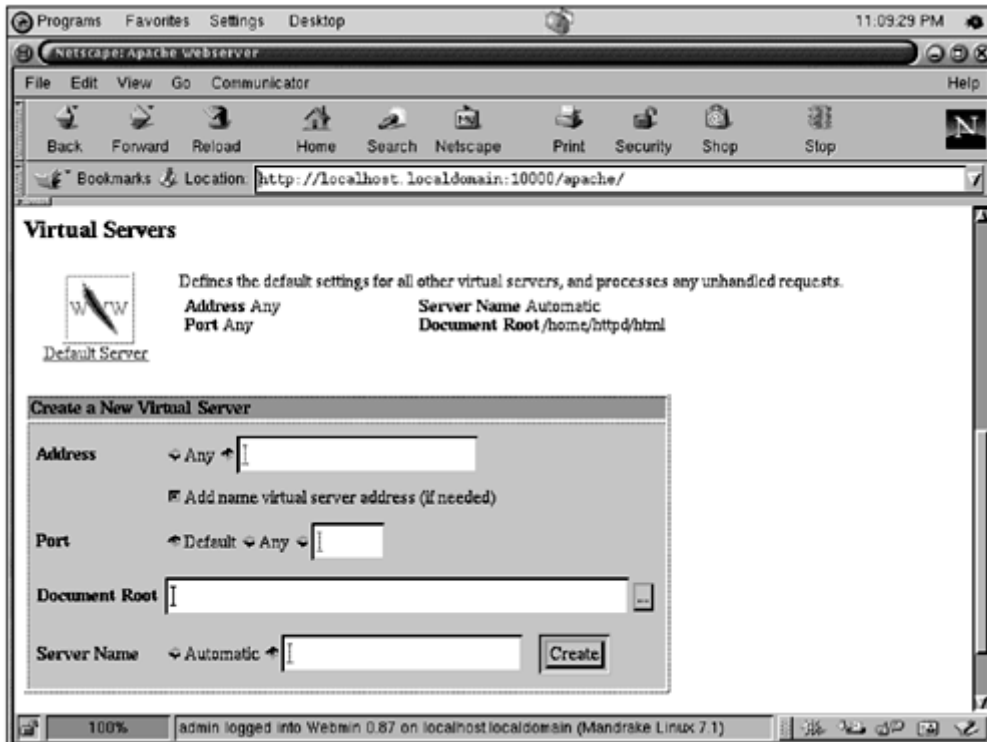 Programs Favorites Settings Desktop 11:09:29 PM
Netscape: Apache Webserver
File Edit View Go Communicator Help
Back Forward Reload Home Search Netscape Print Security Shop Stop N
Bookmarks Location: http://localhost.localdomain:10000/apache/
Virtual Servers
Defines the default settings for all other virtual servers, and processes any unhandled requests.
W W
Address Any Server Name Automatic
Port Any Document Root /home/httpd/html
Default Server
Create a New Virtual Server
Address Any
Add name virtual server address (if needed)
Port Default Any
Document Root ...
Server Name Automatic Create
100% admin logged into Webmin 0.87 on localhost.localdomain (Mandrake Linux 7.1)